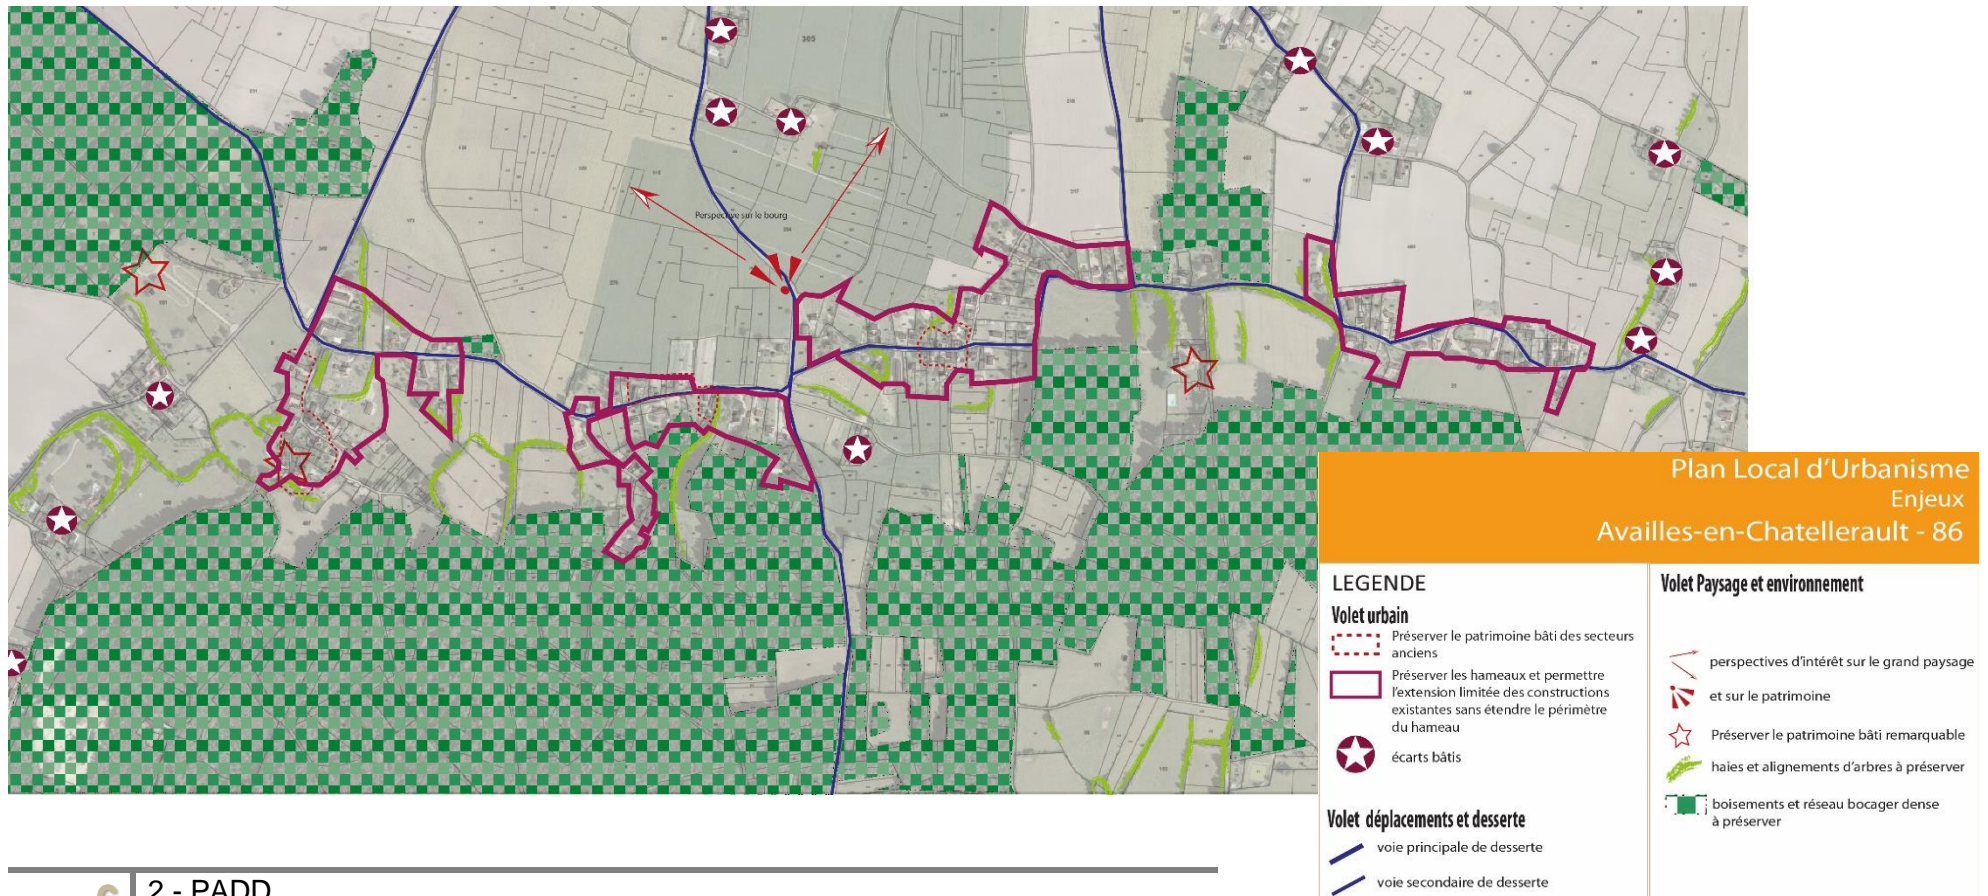 305
Perspective sur le bourg
Plan Local d'Urbanisme
Enjeux
Availles-en-Chatellerault - 86
LEGENDE
Volet urbain
Préserver le patrimoine bâti des secteurs
anciens
Préserver les hameaux et permettre
l'extension limitée des constructions
existantes sans étendre le périmètre
du hameau
écarts bâtis
Volet déplacements et desserte
voie principale de desserte
voie secondaire de desserte
Volet Paysage et environnement
perspectives d'intérêt sur le grand paysage
et sur le patrimoine
Préserver le patrimoine bâti remarquable
haies et alignements d'arbres à préserver
boisements et réseau bocager dense
à préserver
6
2 - PADD